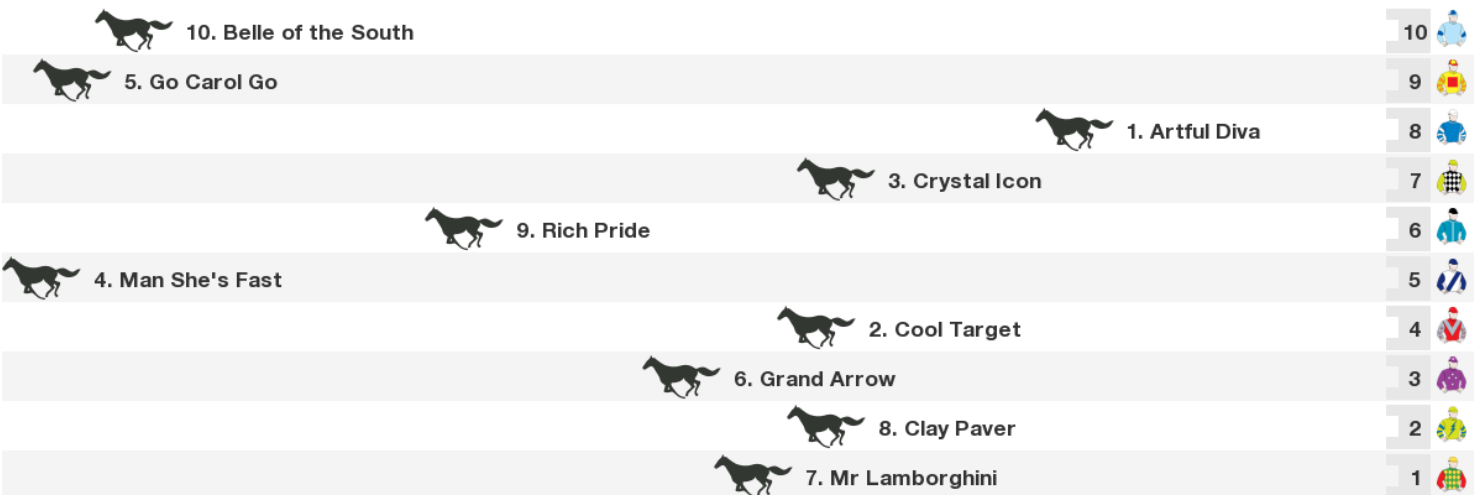 10. Belle of the South 10
5. Go Carol Go 9
1. Artful Diva 8
3. Crystal Icon 7
9. Rich Pride 6
4. Man She's Fast 5
2. Cool Target 4
6. Grand Arrow 3
8. Clay Paver 2
7. Mr Lamborghini 1